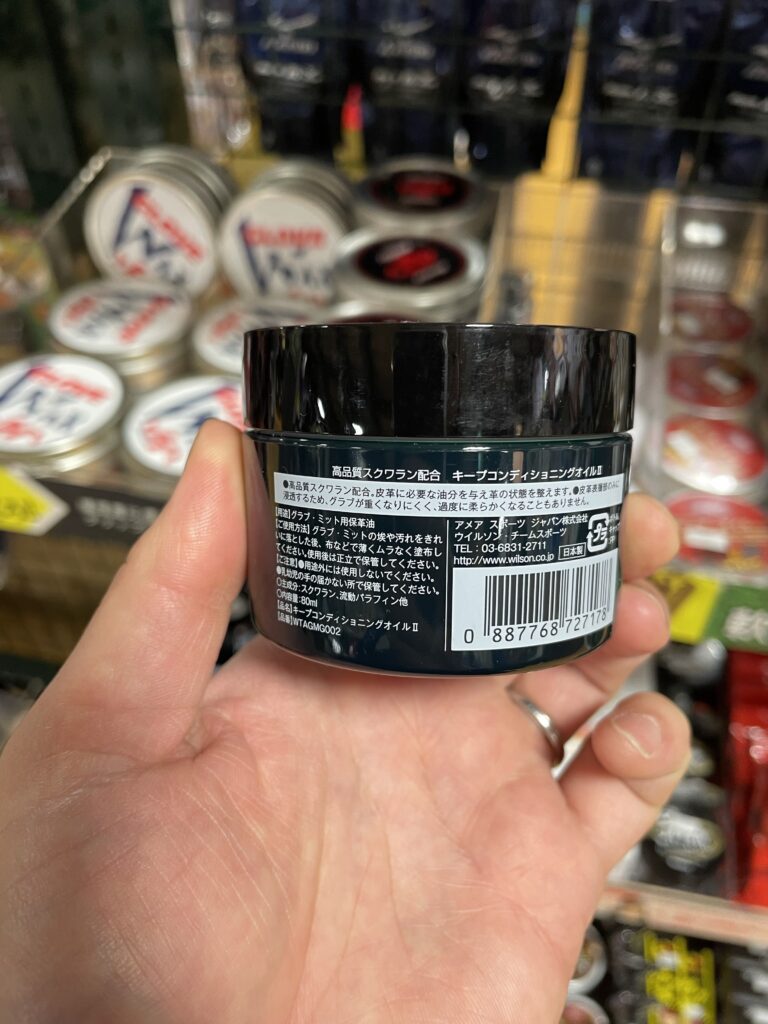 高品質スクワラン配合 キープコンディショニングオイルⅡ
●高品質スクワラン配合。皮革に必要な油分を与え革の状態を整えます。●皮革表層部のみに
浸透するため、グラブが重くなりにくく、過度に柔らかくなることもありません。
【用途】グラブ・ミット用保革油
【ご使用方法】グラブ・ミットの埃や汚れをきれ
いに落とした後、布などで薄くムラなく塗布し
てください。使用後は正立で保管してください。
【ご注意】●用途外には使用しないでください。
●乳幼児の手の届かない所で保管してください。
○主成分:スクワラン、流動パラフィン他
○内容量:80ml
【品名】キープコンディショニングオイルⅡ
【品番】WTAGMG002
アメア スポーツ ジャパン株式会社
ウイルソン・チームスポーツ
TEL : 03-6831-2711
http://www.wilson.co.jp 日本製
プラ
0 887768 727178